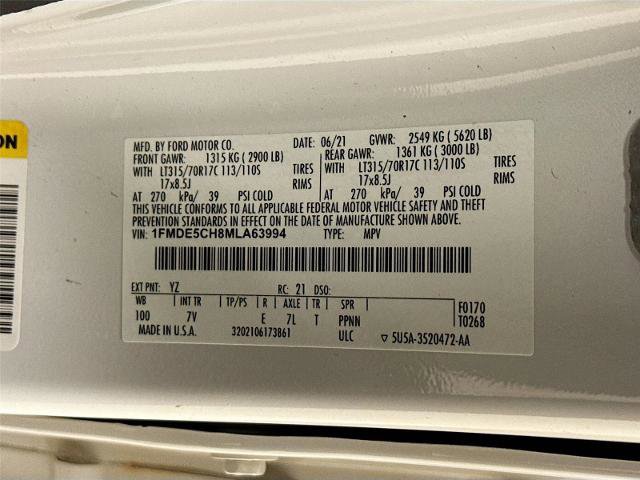 ON
MFD. BY FORD MOTOR CO. DATE: 06/21 GVWR: 2549 KG ( 5620 LB)
FRONT GAWR: 1315 KG ( 2900 LB) REAR GAWR: 1361 KG ( 3000 LB)
WITH LT315/70R17C 113/110S TIRES WITH LT315/70R17C 113/110S TIRES
17x8.5J RIMS 17x8.5J RIMS
AT 270 kPa/ 39 PSI COLD AT 270 kPa/ 39 PSI COLD
THIS VEHICLE CONFORMS TO ALL APPLICABLE FEDERAL MOTOR VEHICLE SAFETY AND THEFT
PREVENTION STANDARDS IN EFFECT ON THE DATE OF MANUFACTURE SHOWN ABOVE.
VIN: 1FMDE5CH8MLA63994 TYPE: MPV
EXT PNT: YZ RC: 21 DSO:
WB INT TR TP/PS R AXLE TR SPR F0170
100 7V E 7L T PPNN T0268
MADE IN U.S.A. 3202106173861 ULC ▽ 5U5A-3520472-AA